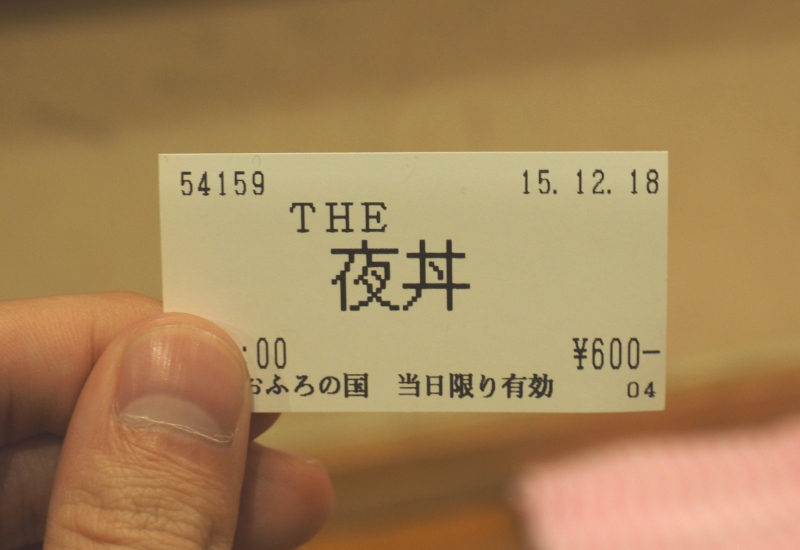 54159 15.12.18
THE
夜丼
:00 ¥600-
おふろの国 当日限り有効 04